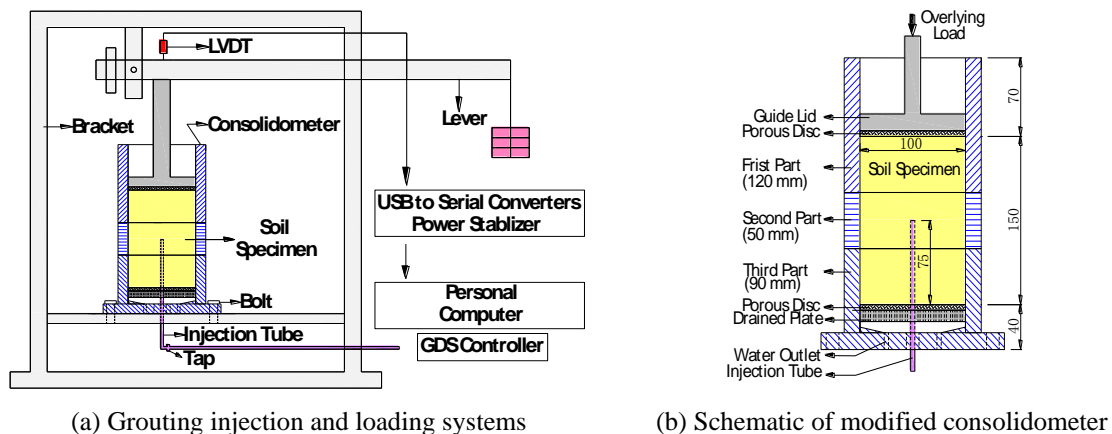 LVDT
Bracket
Consolidometer
Lever
USB to Serial Converters
Power Stablizer
Soil
Specimen
Personal
Computer
Bolt
Injection Tube
Tap
GDS Controller
(a) Grouting injection and loading systems
Overlying
Load
70
Guide Lid
Porous Disc
100
Frist Part
(120 mm)
Soil Specimen
Second Part
(50 mm)
150
75
Third Part
(90 mm)
Porous Disc
Drained Plate
40
Water Outlet
Injection Tube
(b) Schematic of modified consolidometer